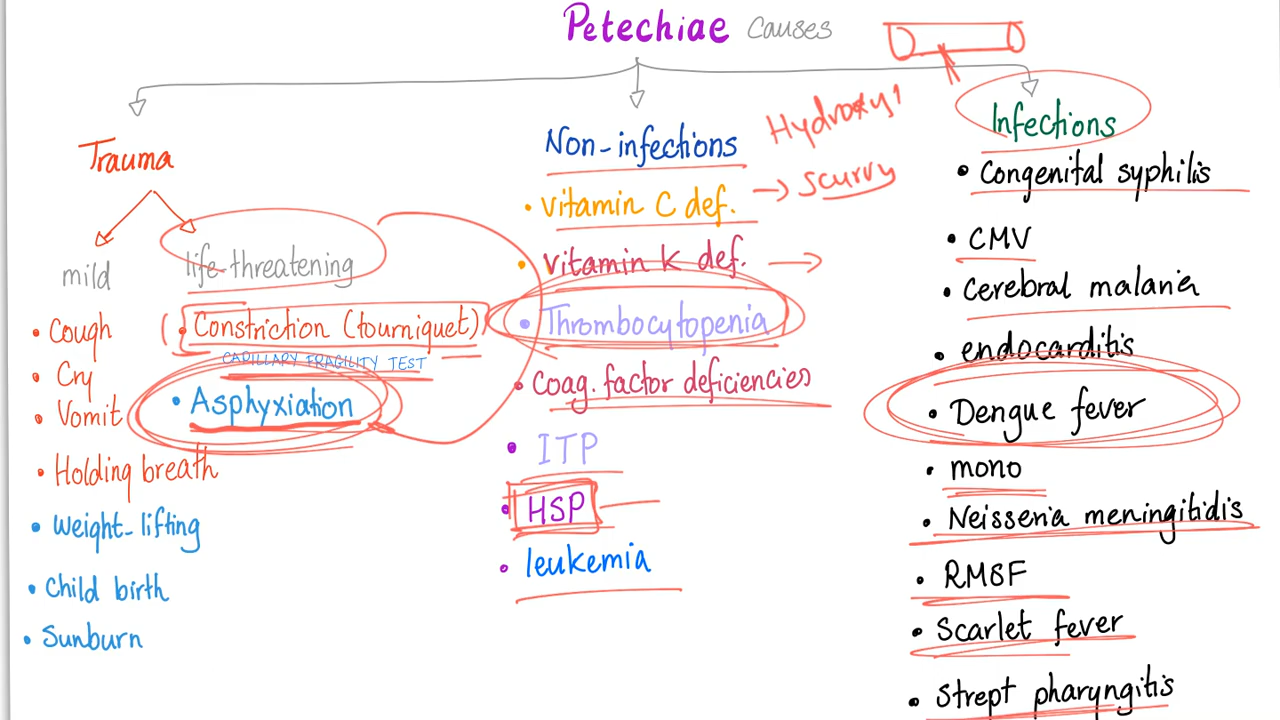 Petechiae Causes
Trauma
mild
• Cough
• Cry
• Vomit
• Holding breath
• Weight-lifting
• Child birth
• Sunburn
life-threatening
• Constriction (tourniquet)
CAPILLARY FRAGILITY TEST
• Asphyxiation
Non-infections
• vitamin C def. → scurvy
Hydroxyl
• vitamin K def. →
• Thrombocytopenia
• Coag. factor deficiencies
• ITP
• HSP
• leukemia
Infections
• Congenital syphilis
• CMV
• Cerebral malaria
• endocarditis
• Dengue fever
• mono
• Neisseria meningitidis
• RMSF
• Scarlet fever
• Strept pharyngitis